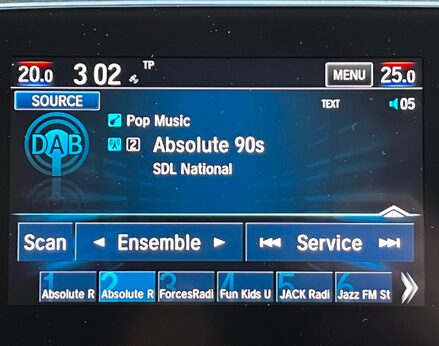 20.0 3 02 TP MENU 25.0
SOURCE TEXT 05
DAB Pop Music
2 Absolute 90s
SDL National
Scan Ensemble Service
1 2 3 4 5 6
Absolute R Absolute R ForcesRadi Fun Kids U JACK Radi Jazz FM St